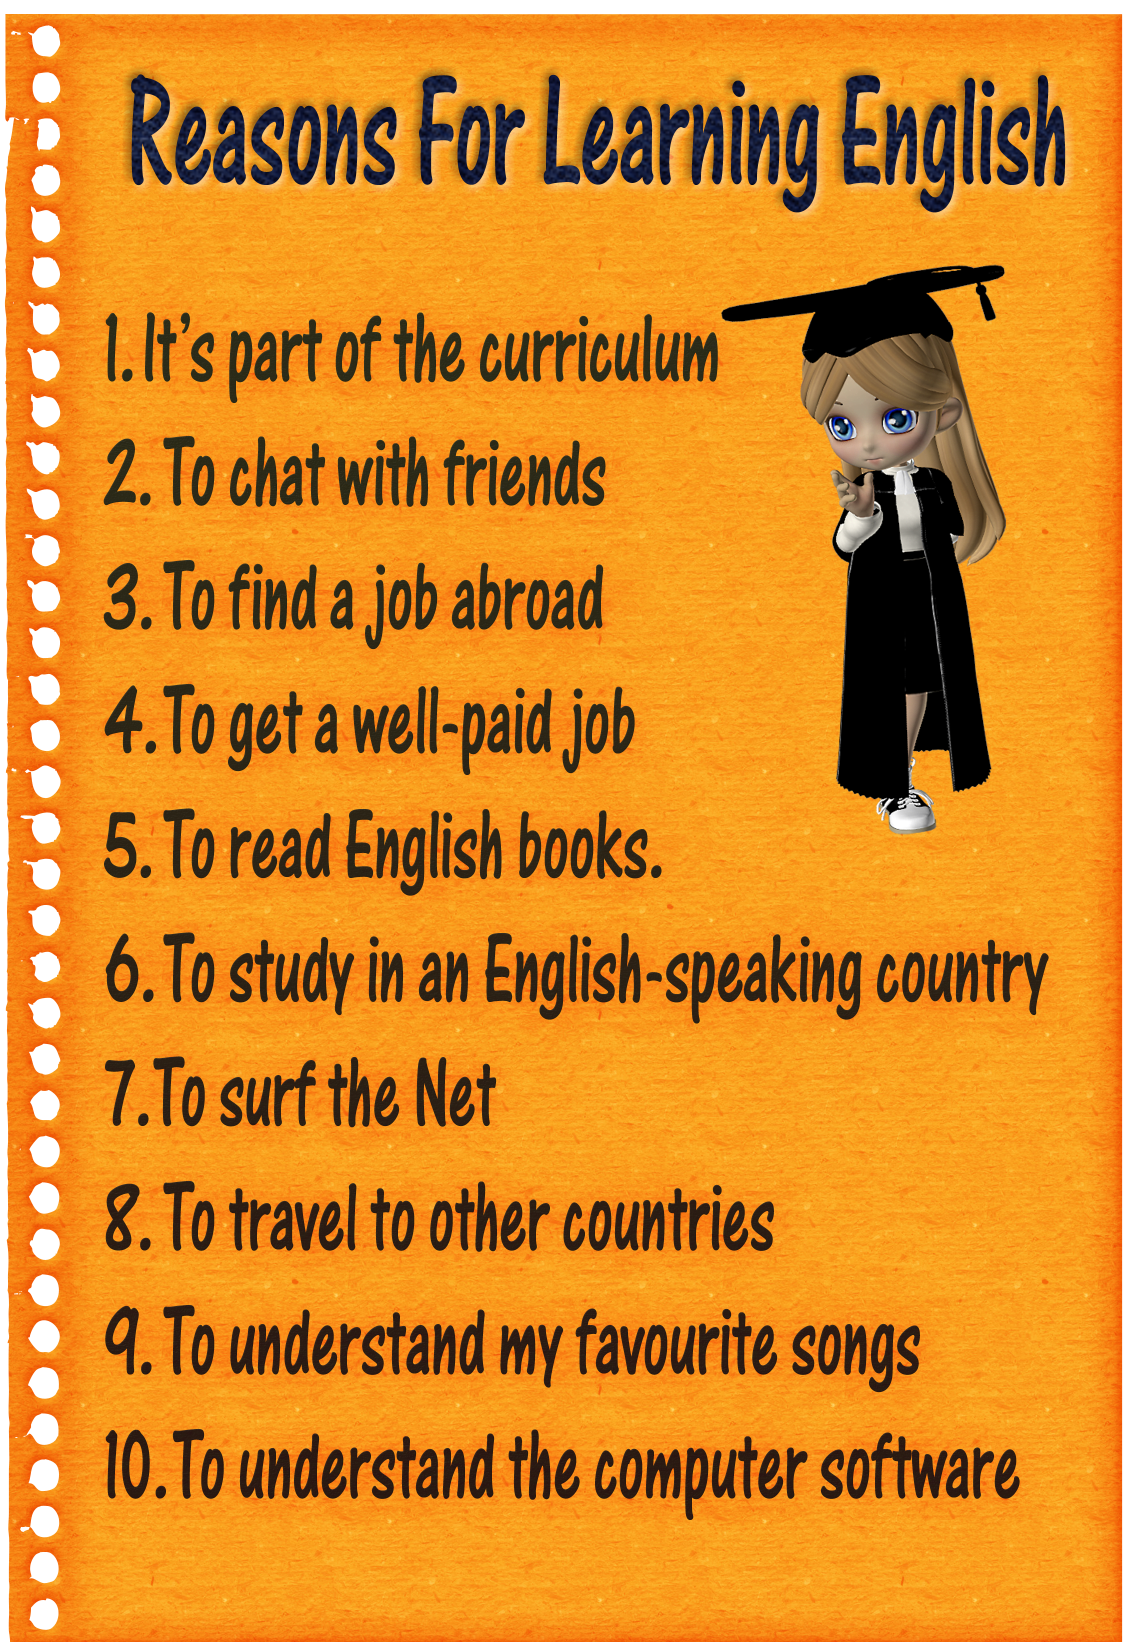 Reasons For Learning English
1. It's part of the curriculum
2. To chat with friends
3. To find a job abroad
4. To get a well-paid job
5. To read English books.
6. To study in an English-speaking country
7. To surf the Net
8. To travel to other countries
9. To understand my favourite songs
10. To understand the computer software